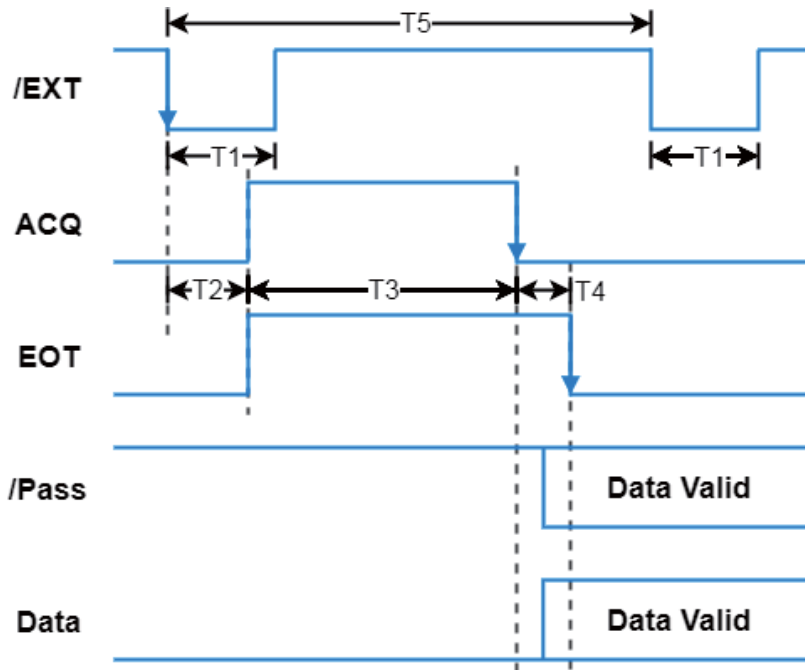 T5
/EXT
T1
T1
ACQ
T2
T3
T4
EOT
/Pass
Data Valid
Data
Data Valid